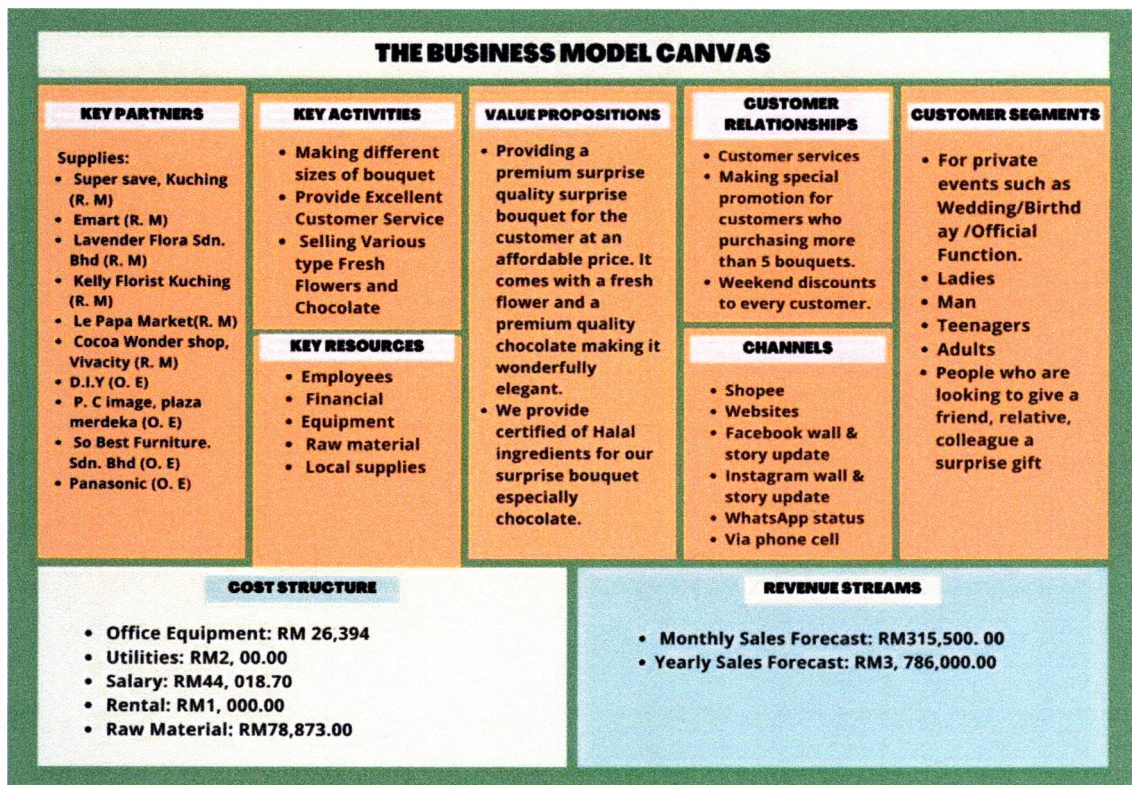 THE BUSINESS MODEL CANVAS
KEY PARTNERS
Supplies:
• Super save, Kuching
(R. M)
• Emart (R. M)
• Lavender Flora Sdn.
Bhd (R. M)
• Kelly Florist Kuching
(R. M)
• Le Papa Market(R. M)
• Cocoa Wonder shop,
Vivacity (R. M)
• D.I.Y (O. E)
• P. C image, plaza
merdeka (O. E)
• So Best Furniture.
Sdn. Bhd (O. E)
• Panasonic (O. E)
KEY ACTIVITIES
• Making different
sizes of bouquet
• Provide Excellent
Customer Service
• Selling Various
type Fresh
Flowers and
Chocolate
KEY RESOURCES
• Employees
• Financial
• Equipment
• Raw material
• Local supplies
VALUE PROPOSITIONS
• Providing a
premium surprise
quality surprise
bouquet for the
customer at an
affordable price. It
comes with a fresh
flower and a
premium quality
chocolate making it
wonderfully
elegant.
• We provide
certified of Halal
ingredients for our
surprise bouquet
especially
chocolate.
CUSTOMER
RELATIONSHIPS
• Customer services
• Making special
promotion for
customers who
purchasing more
than 5 bouquets.
• Weekend discounts
to every customer.
CHANNELS
• Shopee
• Websites
• Facebook wall &
story update
• Instagram wall &
story update
• WhatsApp status
• Via phone cell
CUSTOMER SEGMENTS
• For private
events such as
Wedding/Birthd
ay /Official
Function.
• Ladies
• Man
• Teenagers
• Adults
• People who are
looking to give a
friend, relative,
colleague a
surprise gift
COST STRUCTURE
• Office Equipment: RM 26,394
• Utilities: RM2, 00.00
• Salary: RM44, 018.70
• Rental: RM1, 000.00
• Raw Material: RM78,873.00
REVENUE STREAMS
• Monthly Sales Forecast: RM315,500. 00
• Yearly Sales Forecast: RM3, 786,000.00